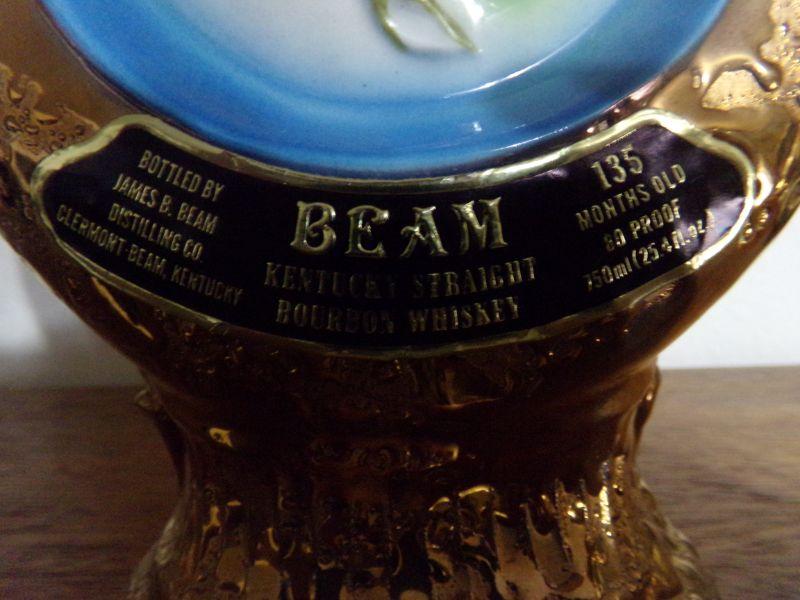 BOTTLED BY
JAMES B. BEAM
DISTILLING CO.
CLERMONT-BEAM, KENTUCKY
BEAM
KENTUCKY STRAIGHT
BOURBON WHISKEY
135
MONTHS OLD
80 PROOF
750ml (25.4 fl.oz.)